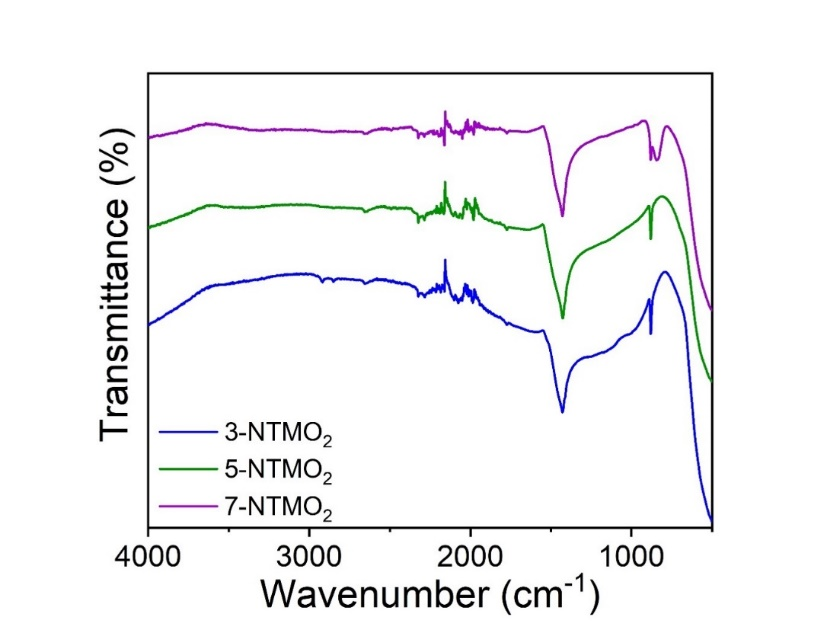 Transmittance (%)
3-NTMO₂
5-NTMO₂
7-NTMO₂
4000 3000 2000 1000
Wavenumber (cm⁻¹)